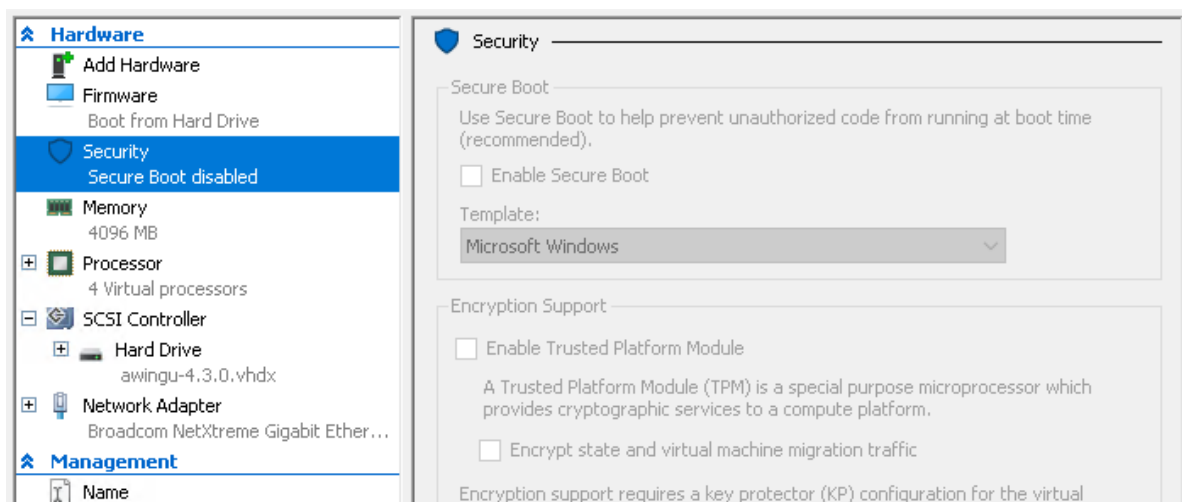 Hardware
Add Hardware
Firmware
Boot from Hard Drive
Security
Secure Boot disabled
Memory
4096 MB
Processor
4 Virtual processors
SCSI Controller
Hard Drive
awingu-4.3.0.vhdx
Network Adapter
Broadcom NetXtreme Gigabit Ether...
Management
Name
Security
Secure Boot
Use Secure Boot to help prevent unauthorized code from running at boot time
(recommended).
Enable Secure Boot
Template:
Microsoft Windows
Encryption Support
Enable Trusted Platform Module
A Trusted Platform Module (TPM) is a special purpose microprocessor which
provides cryptographic services to a compute platform.
Encrypt state and virtual machine migration traffic
Encryption support requires a key protector (KP) configuration for the virtual